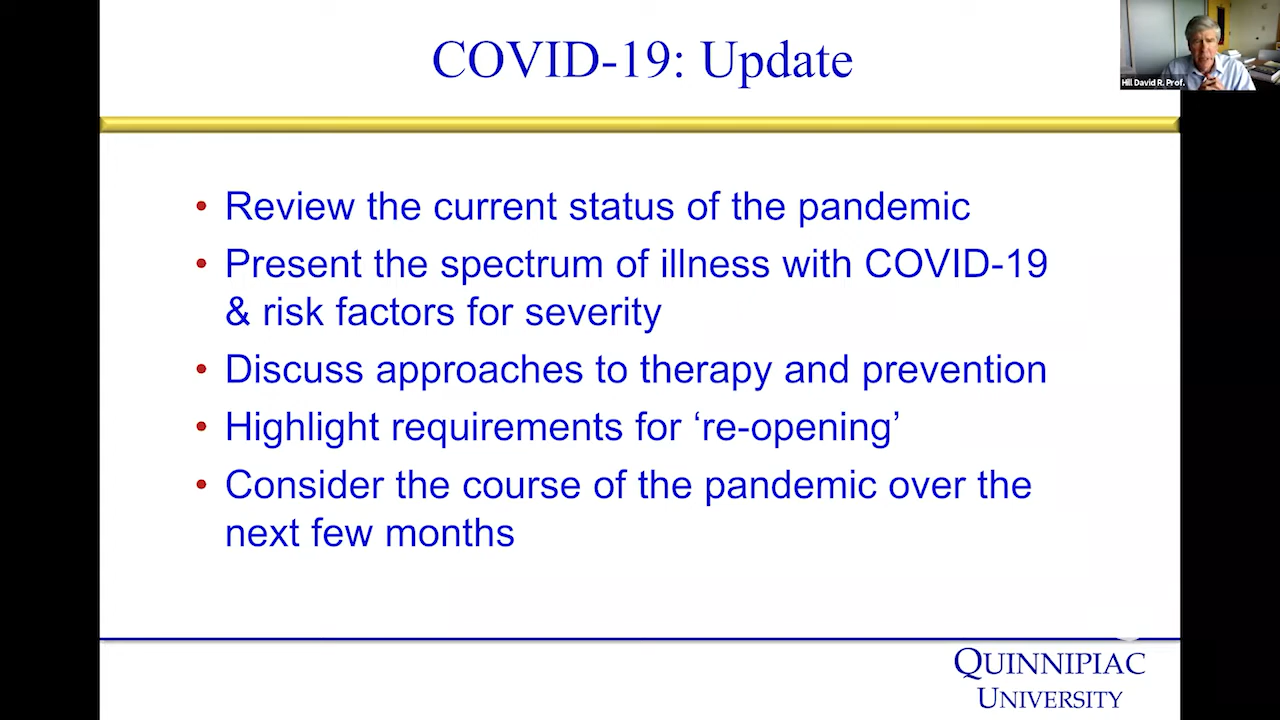 COVID-19: Update
Hill David R. Prof.
• Review the current status of the pandemic
• Present the spectrum of illness with COVID-19
& risk factors for severity
• Discuss approaches to therapy and prevention
• Highlight requirements for ‘re-opening’
• Consider the course of the pandemic over the
next few months
QUINNIPIAC
UNIVERSITY